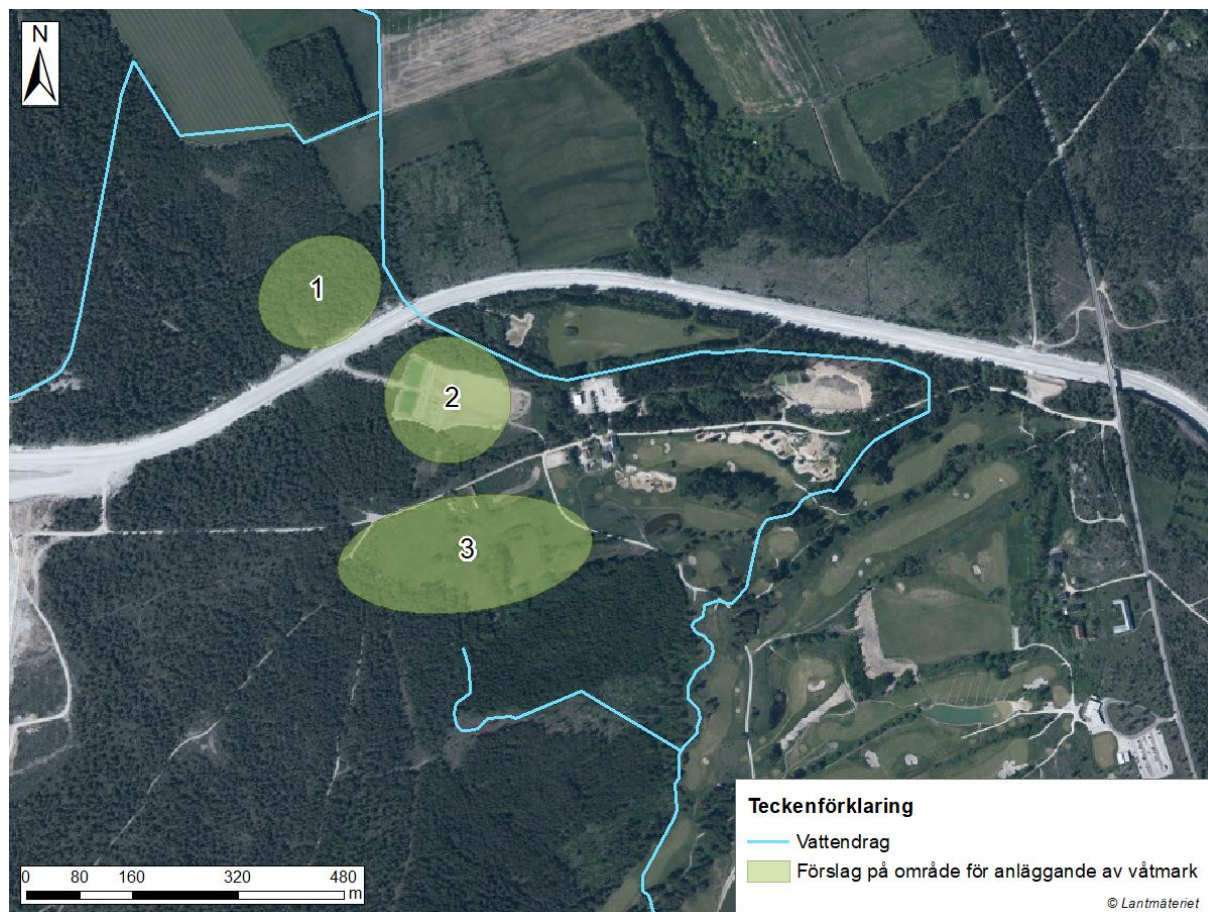 N
1
2
3
Teckenförklaring
Vattendrag
Förslag på område för anläggande av våtmark
0 80 160 320 480
m
© Lantmäteriet